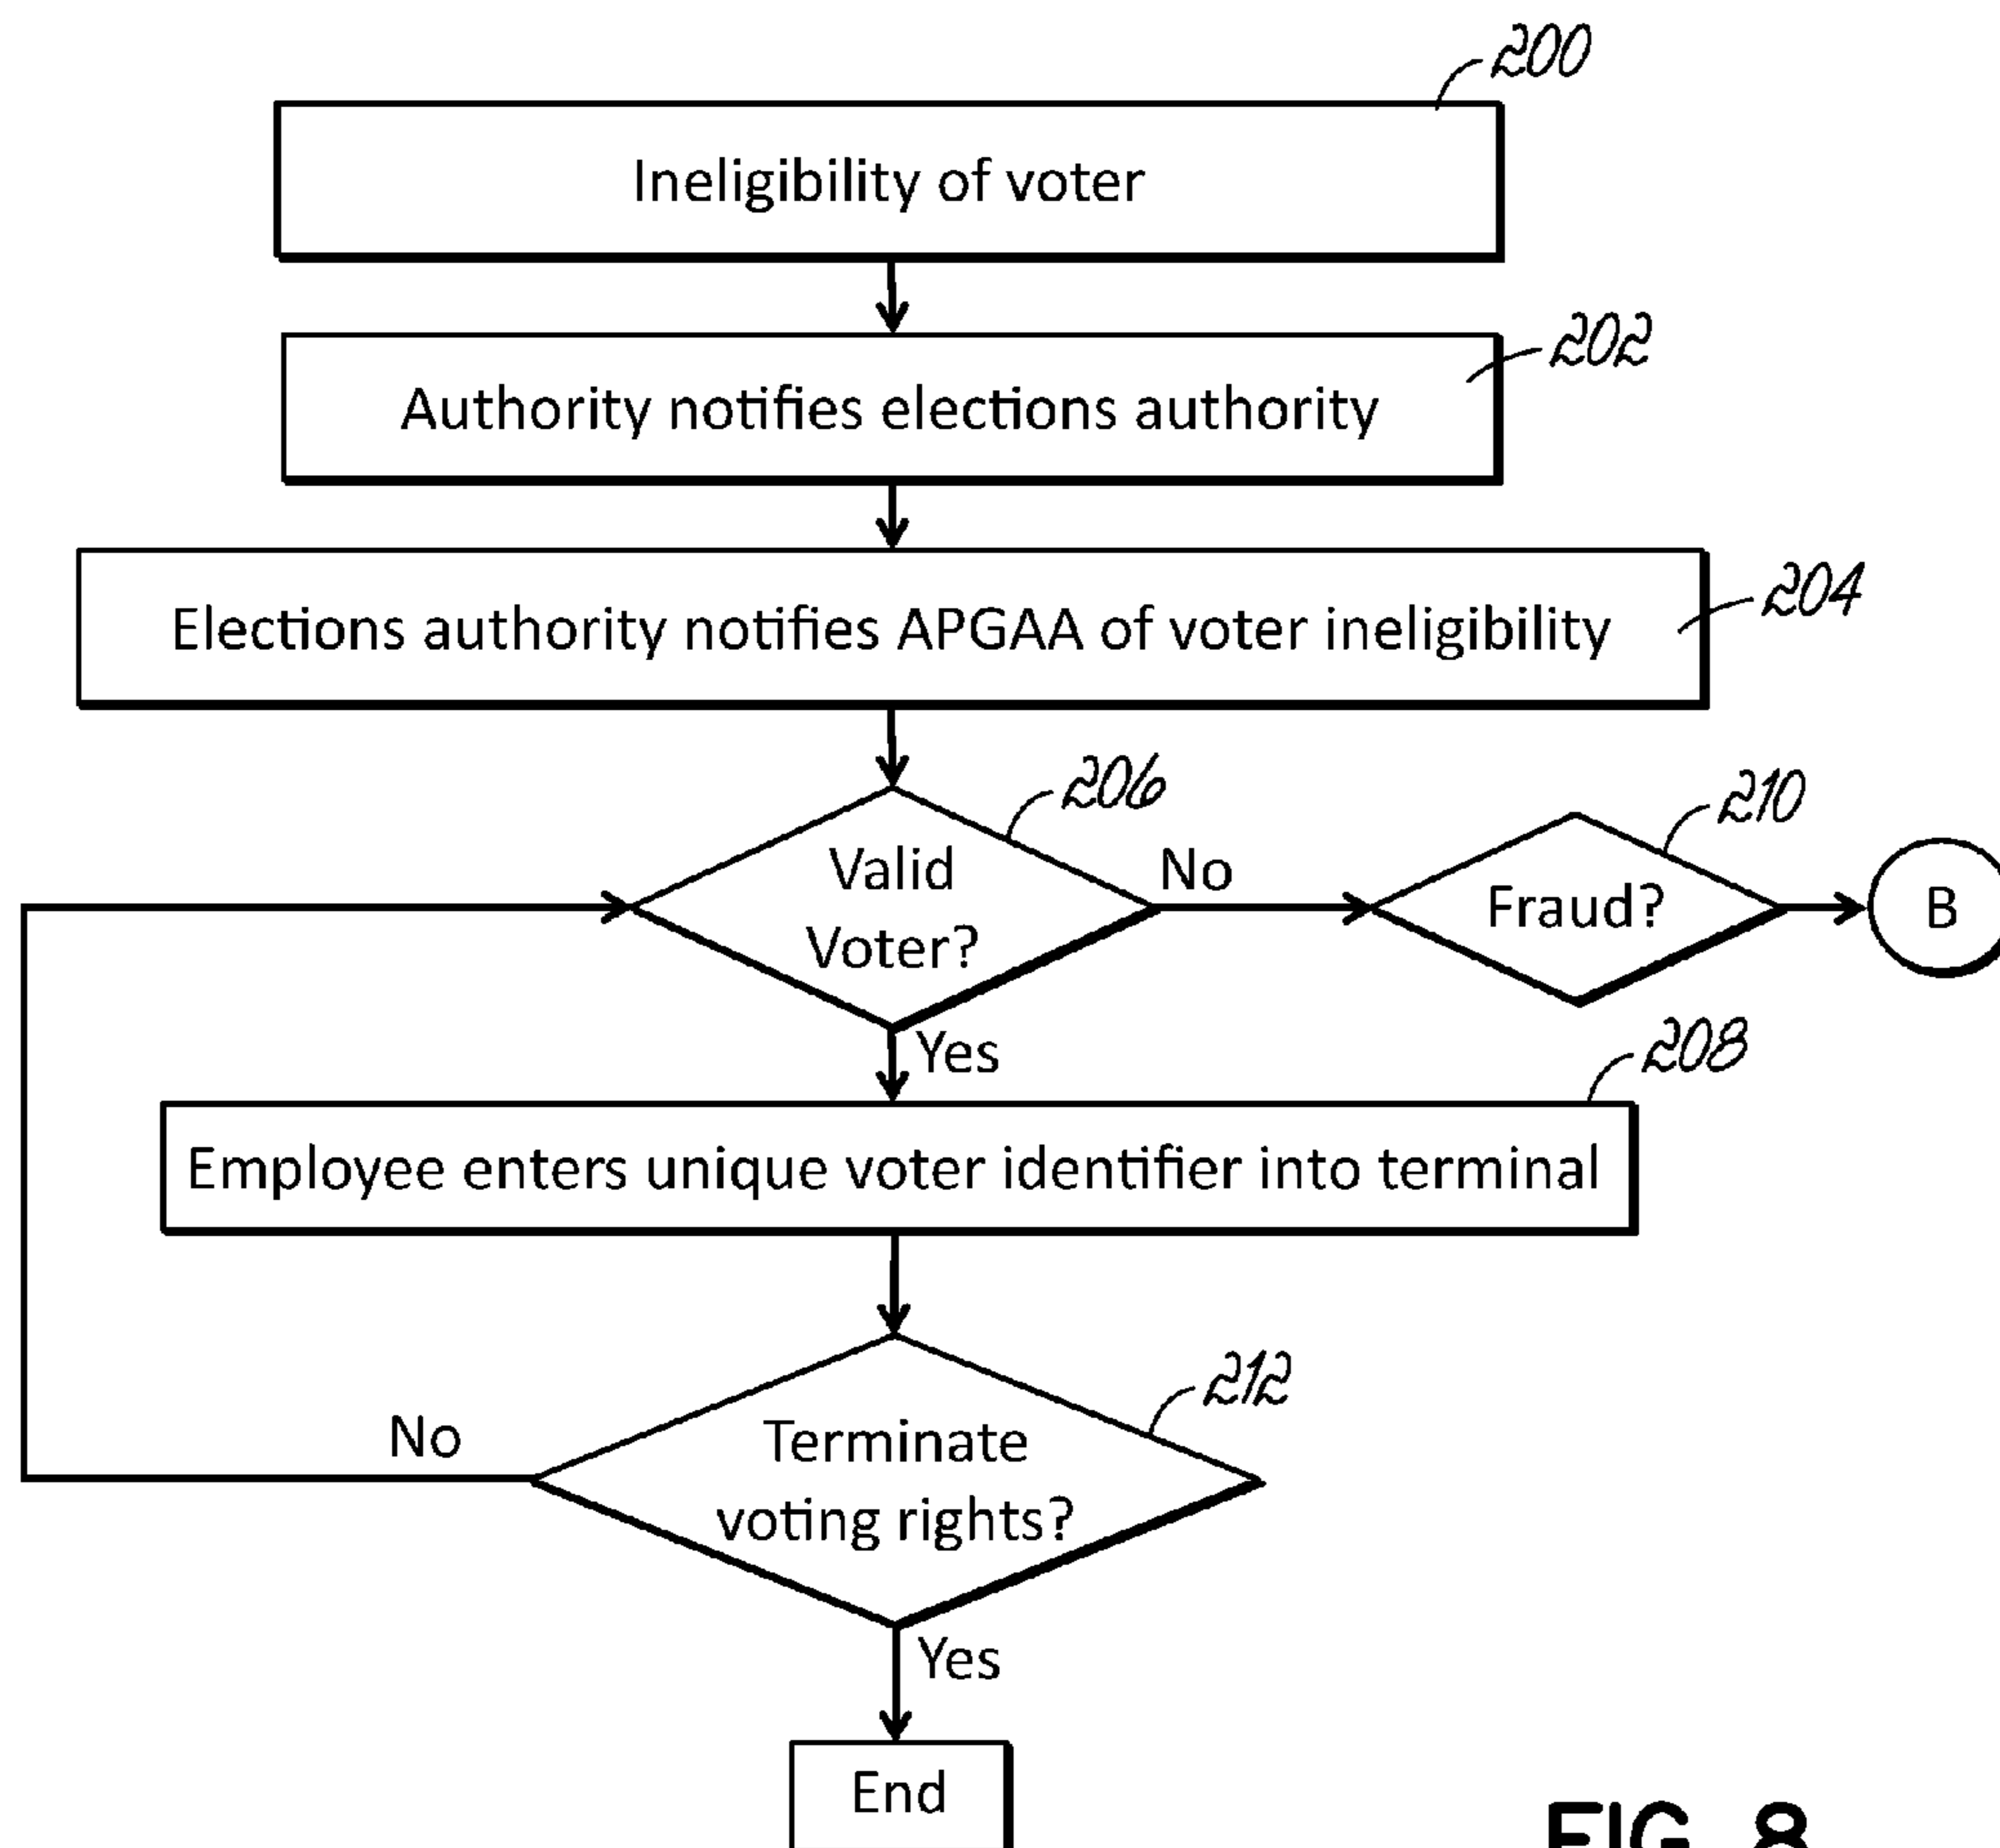 200
Ineligibility of voter
202
Authority notifies elections authority
204
Elections authority notifies APGAA of voter ineligibility
206
210
Valid
Voter?
No
Fraud?
B
Yes
208
Employee enters unique voter identifier into terminal
212
No
Terminate
voting rights?
Yes
End
FIG. 8